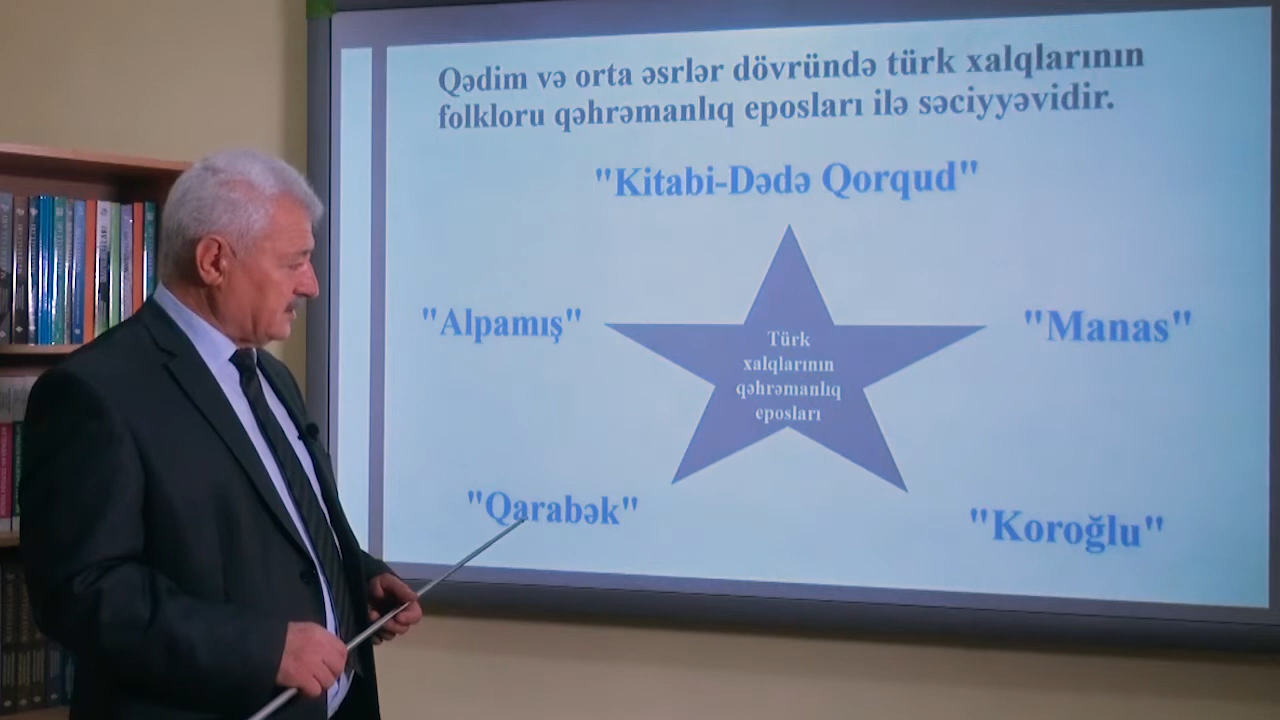 Qədim və orta əsrlər dövründə türk xalqlarının
folkloru qəhrəmanlıq eposları ilə səciyyəvidir.
"Kitabi-Dədə Qorqud"
"Alpamış"
"Manas"
Türk
xalqlarının
qəhrəmanlıq
eposları
"Qarabək"
"Koroğlu"